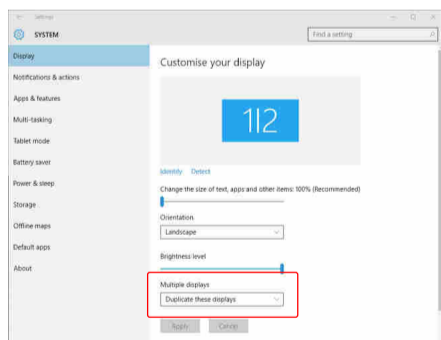 Settings
SYSTEM
Find a setting
Display
Notifications & actions
Apps & features
Multi-tasking
Tablet mode
Battery saver
Power & sleep
Storage
Offline maps
Default apps
About
Customise your display
1|2
Identify Detect
Change the size of text, apps and other items: 100% (Recommended)
Orientation
Landscape
Brightness level
Multiple displays
Duplicate these displays
Apply Cancel